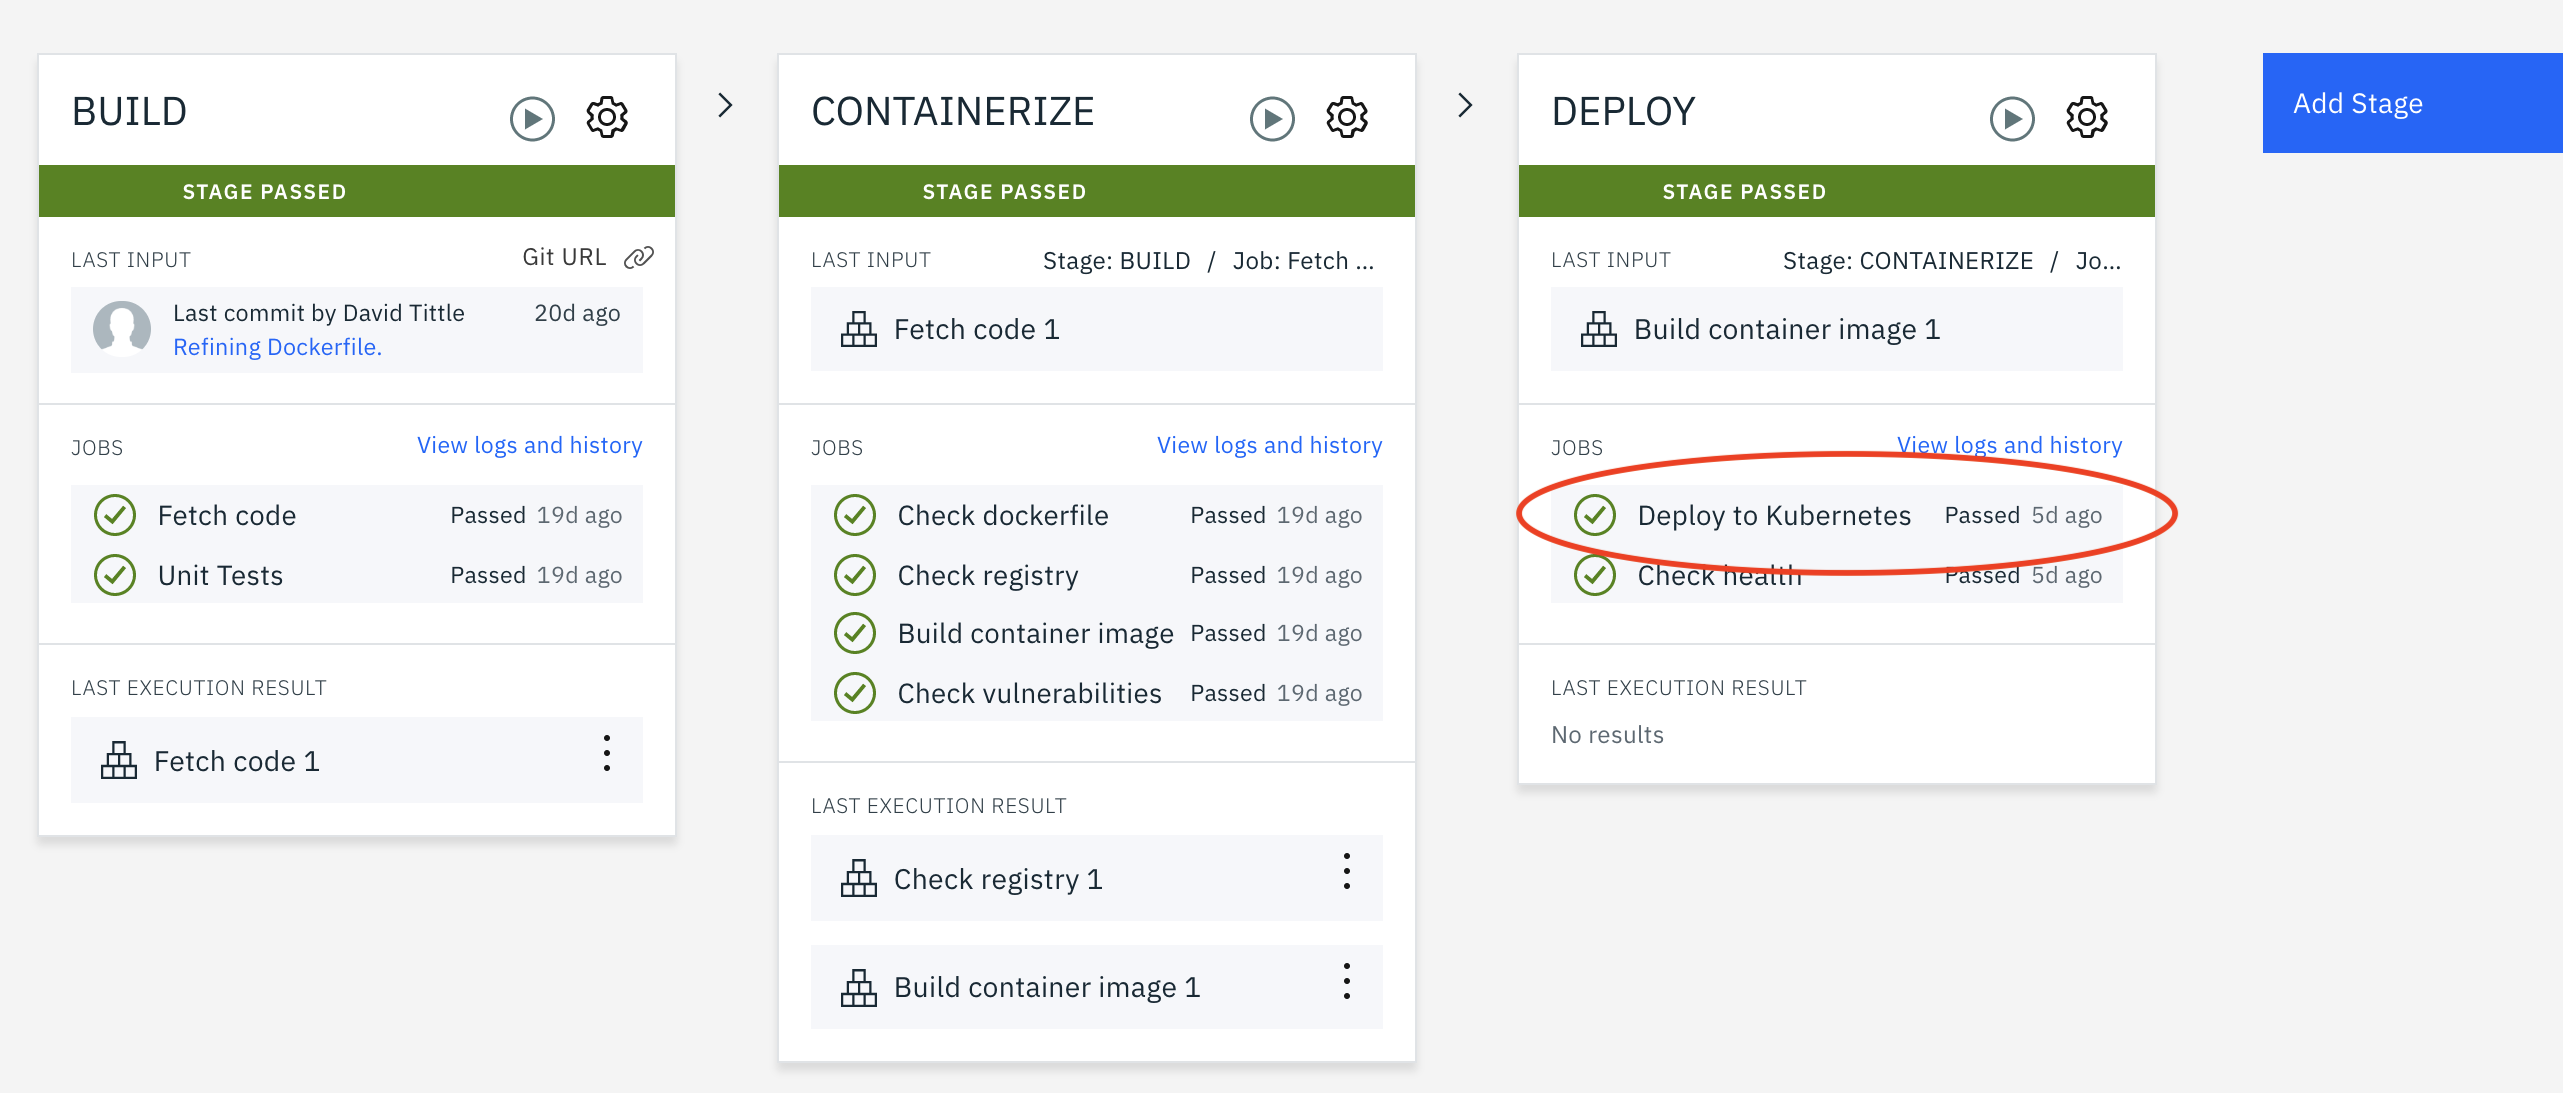 BUILD
STAGE PASSED
LAST INPUT Git URL
Last commit by David Tittle 20d ago
Refining Dockerfile.
JOBS View logs and history
Fetch code Passed 19d ago
Unit Tests Passed 19d ago
LAST EXECUTION RESULT
Fetch code 1
CONTAINERIZE
STAGE PASSED
LAST INPUT Stage: BUILD / Job: Fetch ...
Fetch code 1
JOBS View logs and history
Check dockerfile Passed 19d ago
Check registry Passed 19d ago
Build container image Passed 19d ago
Check vulnerabilities Passed 19d ago
LAST EXECUTION RESULT
Check registry 1
Build container image 1
DEPLOY
STAGE PASSED
LAST INPUT Stage: CONTAINERIZE / Jo...
Build container image 1
JOBS View logs and history
Deploy to Kubernetes Passed 5d ago
Check health Passed 5d ago
LAST EXECUTION RESULT
No results
Add Stage